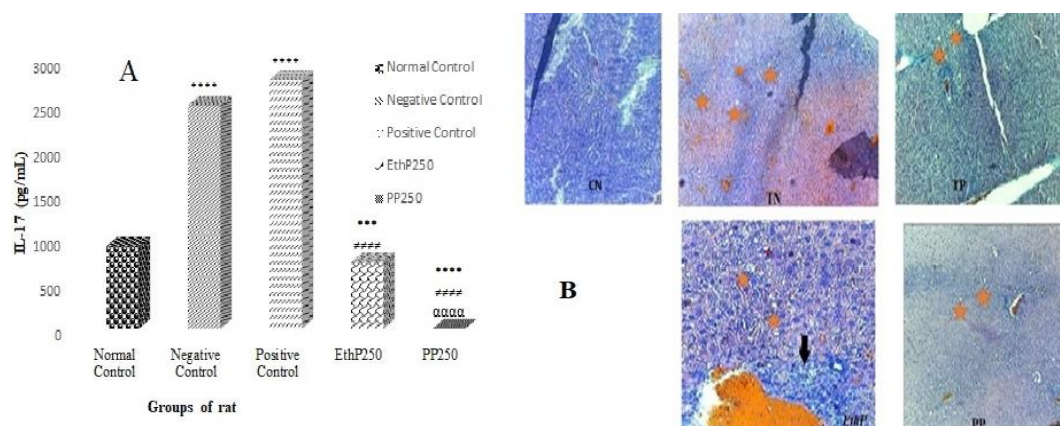 A
3000
2500
2000
1500
1000
500
0
IL-17 (pg/mL)
****
****
***
≠≠≠≠
****
≠≠≠≠
αααα
Normal Control
Negative Control
Positive Control
EthP250
PP250
Normal
Control
Negative
Control
Positive
Control
EthP250
PP250
Groups of rat
B
CN
TN
TP
EthP
PP